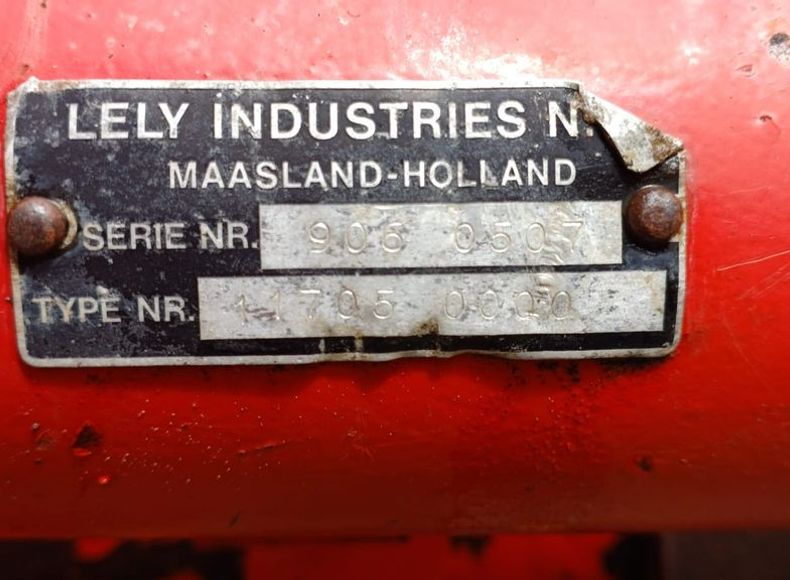 LELY INDUSTRIES N.
MAASLAND-HOLLAND
SERIE NR. 906 0507
TYPE NR. 11705 0000